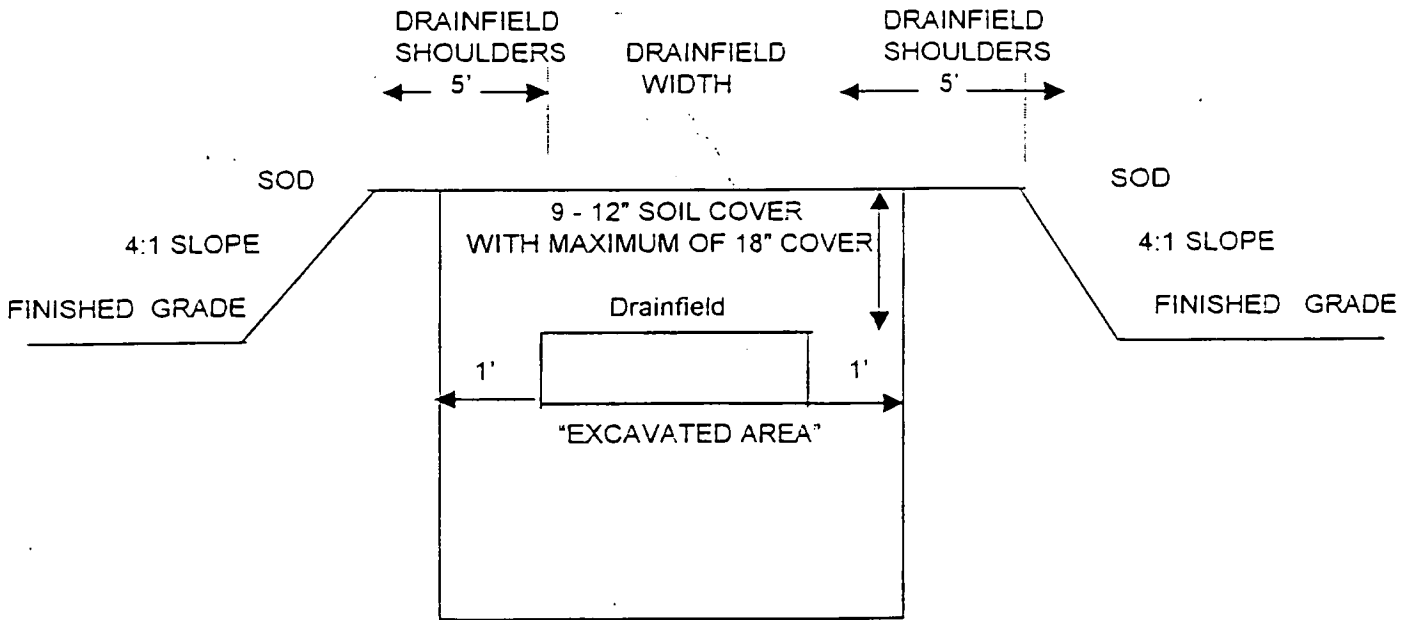 DRAINFIELD
SHOULDERS
5'
DRAINFIELD
WIDTH
DRAINFIELD
SHOULDERS
5'
SOD
SOD
9 - 12" SOIL COVER
WITH MAXIMUM OF 18" COVER
4:1 SLOPE
4:1 SLOPE
FINISHED GRADE
Drainfield
FINISHED GRADE
1'
1'
"EXCAVATED AREA"